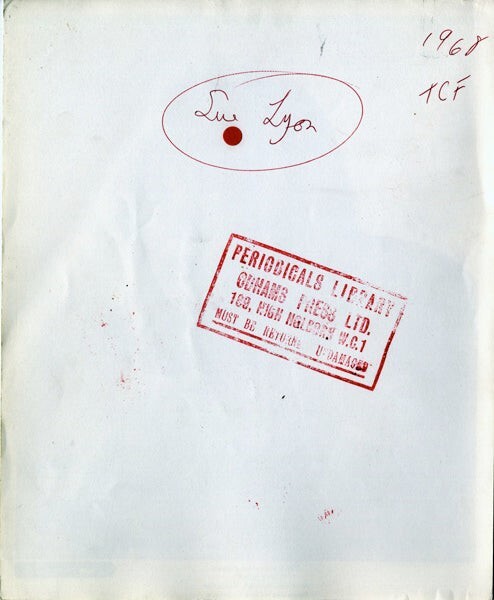 1968
TCF
Sue Lyon
PERIODICALS LIBRARY
ODHAMS PRESS LTD.
189, HIGH HOLBORN W.C.1
MUST BE RETURNED UNDAMAGED